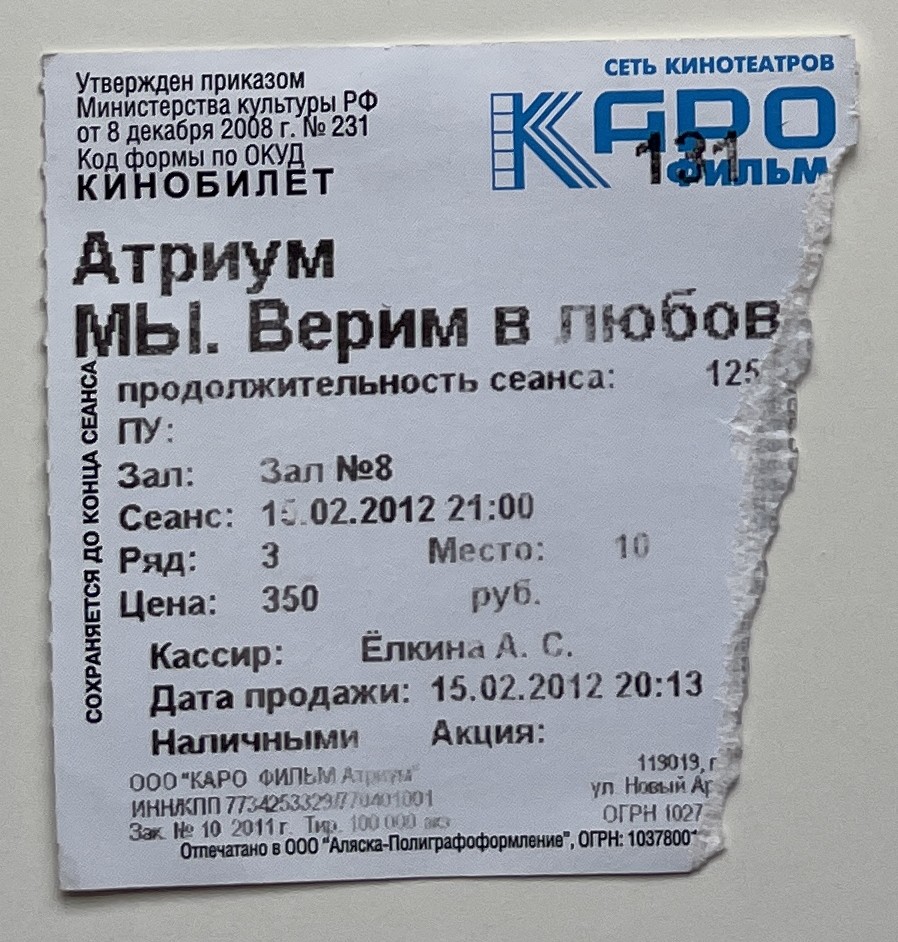 Утвержден приказом
Министерства культуры РФ
от 8 декабря 2008 г. № 231
Код формы по ОКУД
КИНОБИЛЕТ
СЕТЬ КИНОТЕАТРОВ
КАРО
фильм
131
Атриум
МЫ. Верим в любов
продолжительность сеанса: 125
ПУ:
Зал: Зал №8
Сеанс: 15.02.2012 21:00
Ряд: 3 Место: 10
Цена: 350 руб.
Кассир: Ёлкина А. С.
Дата продажи: 15.02.2012 20:13
Наличными Акция:
ООО "КАРО ФИЛЬМ Атриум" 119019, г
ИНН/КПП 7734253329/770401001 ул. Новый Ар
Зак. № 10 2011 г. Тир. 100 000 экз ОГРН 1027
Отпечатано в ООО "Аляска-Полиграфоформление", ОГРН: 1037800
СОХРАНЯЕТСЯ ДО КОНЦА СЕАНСА